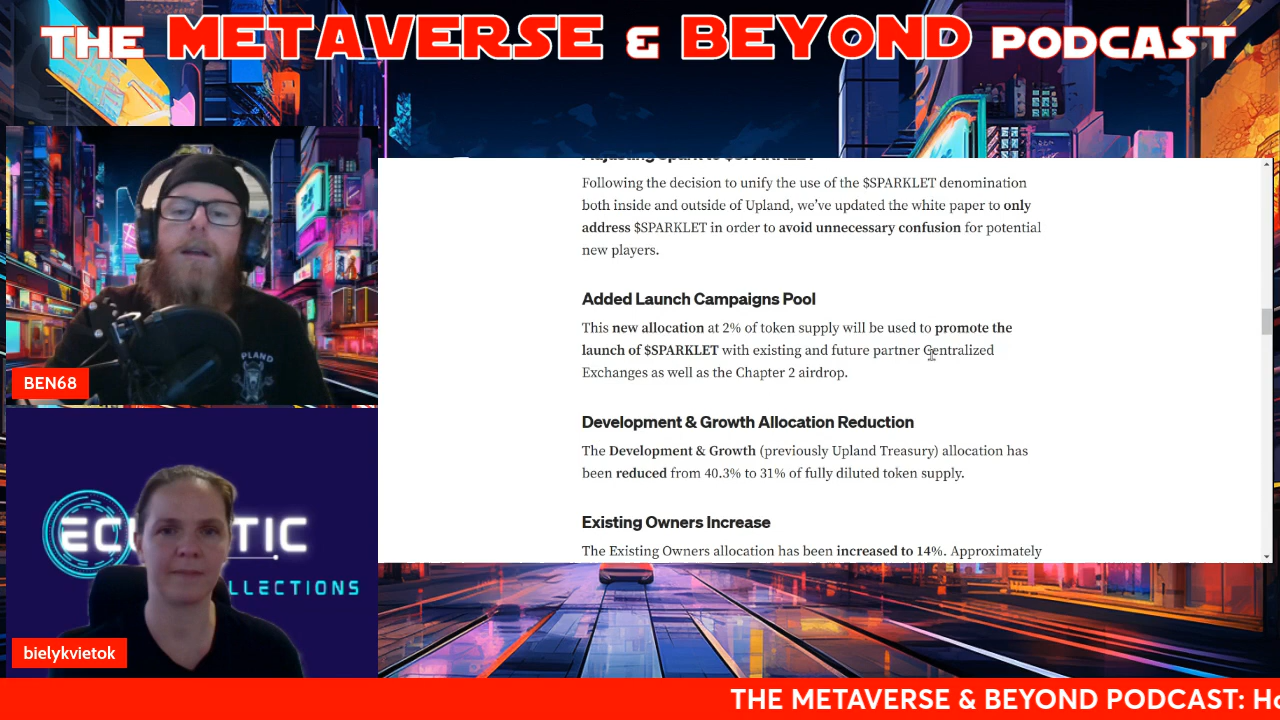 THE METAVERSE & BEYOND PODCAST
Following the decision to unify the use of the $SPARKLET denomination
both inside and outside of Upland, we’ve updated the white paper to only
address $SPARKLET in order to avoid unnecessary confusion for potential
new players.
Added Launch Campaigns Pool
This new allocation at 2% of token supply will be used to promote the
launch of $SPARKLET with existing and future partner Centralized
Exchanges as well as the Chapter 2 airdrop.
Development & Growth Allocation Reduction
The Development & Growth (previously Upland Treasury) allocation has
been reduced from 40.3% to 31% of fully diluted token supply.
Existing Owners Increase
The Existing Owners allocation has been increased to 14%. Approximately
UPLAND
BEN68
LLECTIONS
bielykvietok
THE METAVERSE & BEYOND PODCAST: